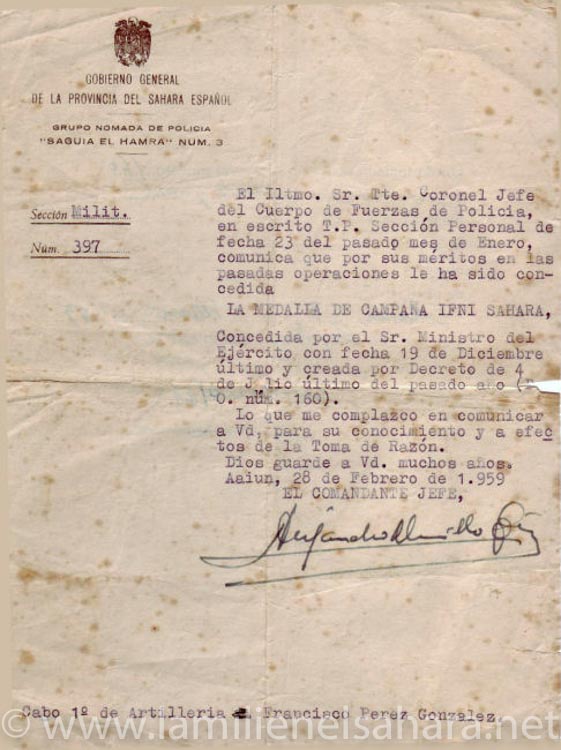 GOBIERNO GENERAL
DE LA PROVINCIA DEL SAHARA ESPAÑOL
GRUPO NOMADA DE POLICIA
"SAGUIA EL HAMRA" NUM. 3
Sección Milit.
Núm. 397
El Iltmo. Sr. Tte. Coronel Jefe
del Cuerpo de Fuerzas de Policia,
en escrito T.P. Sección Personal de
fecha 23 del pasado mes de Enero,
comunica que por sus méritos en las
pasadas operaciones le ha sido con-
cedida
LA MEDALLA DE CAMPAÑA IFNI SAHARA,
Concedida por el Sr. Ministro del
Ejército con fecha 19 de Diciembre
último y creada por Decreto de 4
de Julio último del pasado año (
O. núm. 160).
Lo que me complazco en comunicar
a Vd, para su conocimiento y a efec
tos de la Toma de Razón.
Dios guarde a Vd. muchos años.
Aaiun, 28 de Febrero de 1.959
EL COMANDANTE JEFE,
Cabo 1º de Artilleria Francisco Perez Gonzalez.
© www.lamilienelsahara.net